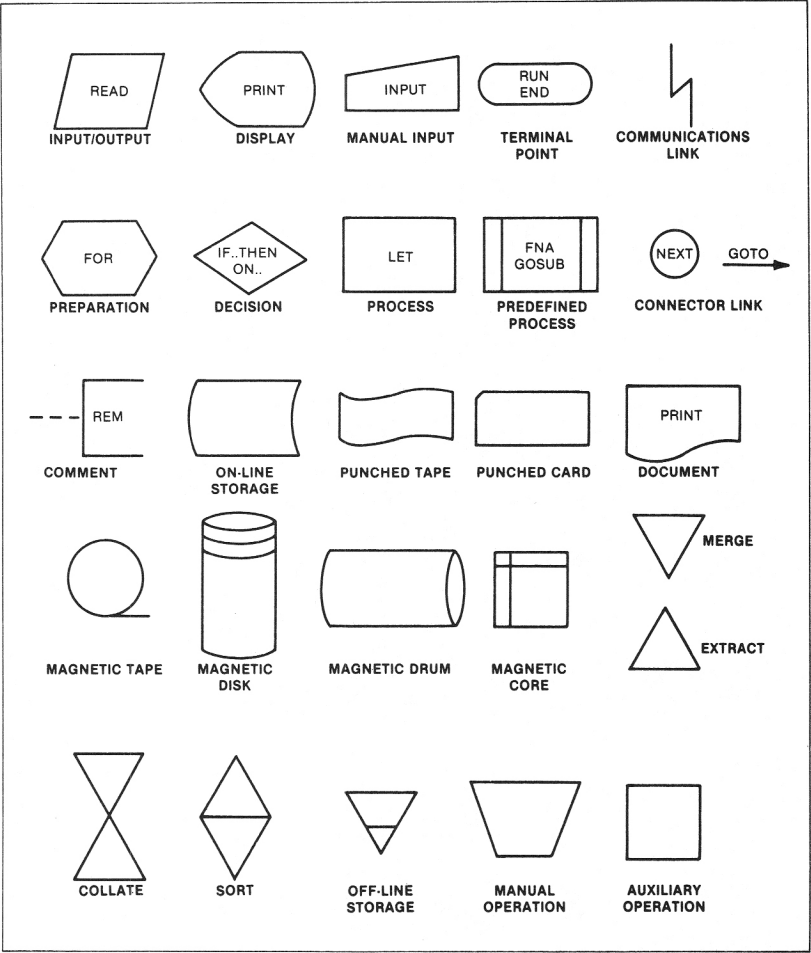 READ
INPUT/OUTPUT
PRINT
DISPLAY
INPUT
MANUAL INPUT
RUN
END
TERMINAL
POINT
COMMUNICATIONS
LINK
FOR
PREPARATION
IF..THEN
ON..
DECISION
LET
PROCESS
FNA
GOSUB
PREDEFINED
PROCESS
NEXT
GOTO
CONNECTOR LINK
REM
COMMENT
ON-LINE
STORAGE
PUNCHED TAPE
PUNCHED CARD
PRINT
DOCUMENT
MAGNETIC TAPE
MAGNETIC
DISK
MAGNETIC DRUM
MAGNETIC
CORE
MERGE
EXTRACT
COLLATE
SORT
OFF-LINE
STORAGE
MANUAL
OPERATION
AUXILIARY
OPERATION